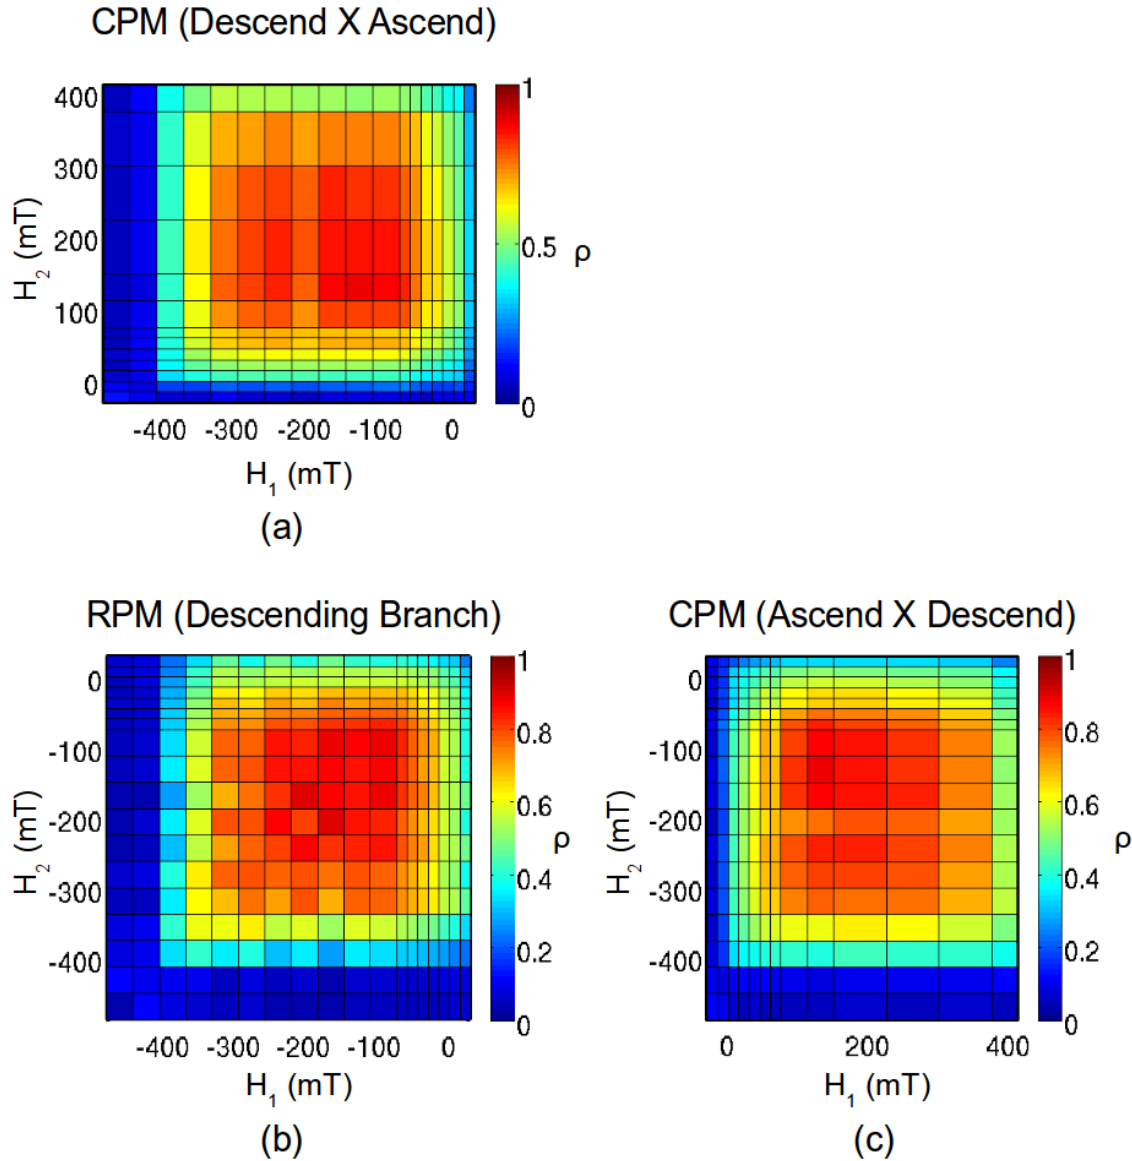 CPM (Descend X Ascend)
400
300
200
100
0
H2 (mT)
-400 -300 -200 -100 0
H1 (mT)
1
0.5
0
ρ
(a)
RPM (Descending Branch)
0
-100
-200
-300
-400
H2 (mT)
-400 -300 -200 -100 0
H1 (mT)
1
0.8
0.6
0.4
0.2
0
ρ
(b)
CPM (Ascend X Descend)
0
-100
-200
-300
-400
H2 (mT)
0 200 400
H1 (mT)
1
0.8
0.6
0.4
0.2
0
ρ
(c)